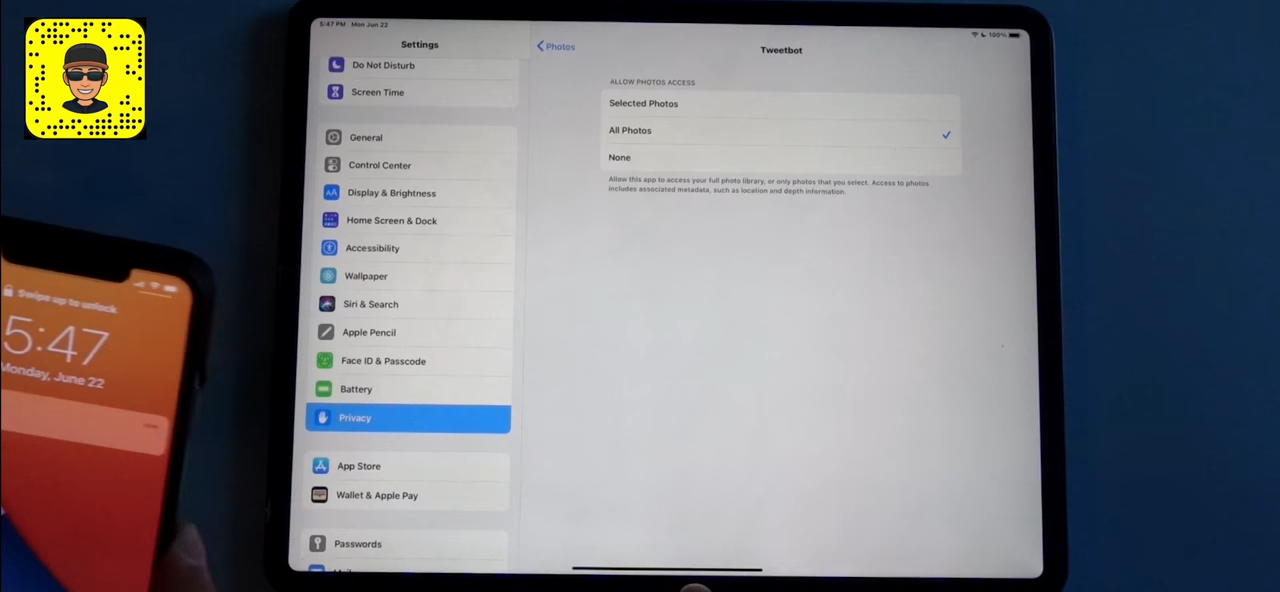 5:47 PM Mon Jun 22
100%
Settings
Do Not Disturb
Screen Time
General
Control Center
AA
Display & Brightness
Home Screen & Dock
Accessibility
Wallpaper
Siri & Search
Apple Pencil
Face ID & Passcode
Battery
Privacy
App Store
Wallet & Apple Pay
Passwords
Photos
Tweetbot
ALLOW PHOTOS ACCESS
Selected Photos
All Photos
None
Allow this app to access your full photo library, or only photos that you select. Access to photos
includes associated metadata, such as location and depth information.
Swipe up to unlock
5:47
Monday, June 22